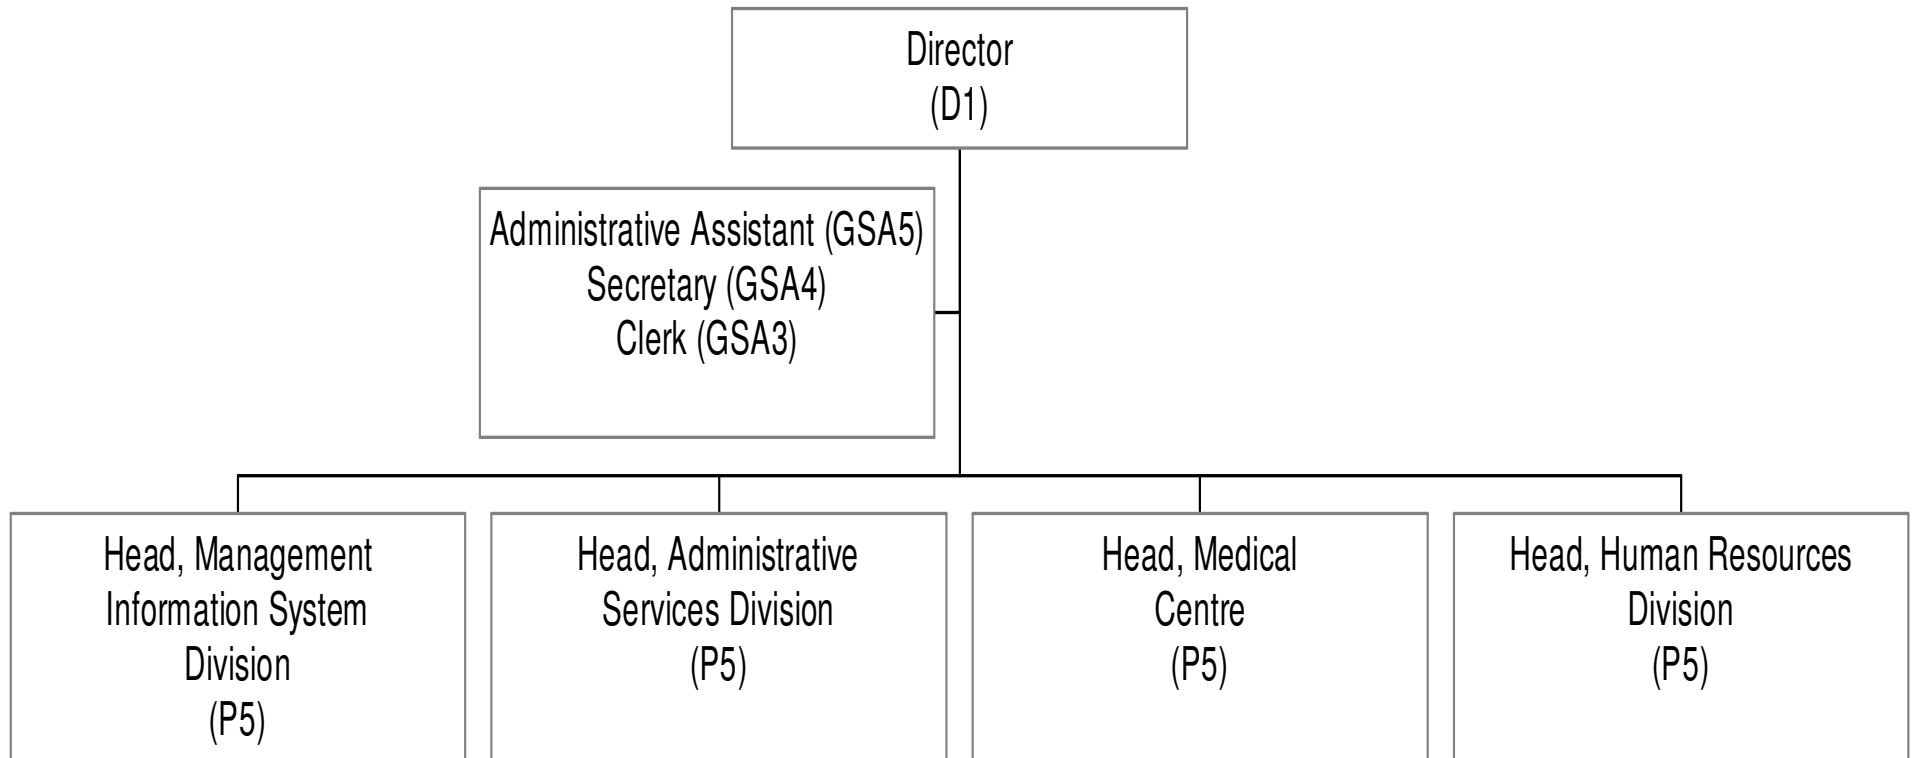 Director
(D1)
Administrative Assistant (GSA5)
Secretary (GSA4)
Clerk (GSA3)
Head, Management
Information System
Division
(P5)
Head, Administrative
Services Division
(P5)
Head, Medical
Centre
(P5)
Head, Human Resources
Division
(P5)